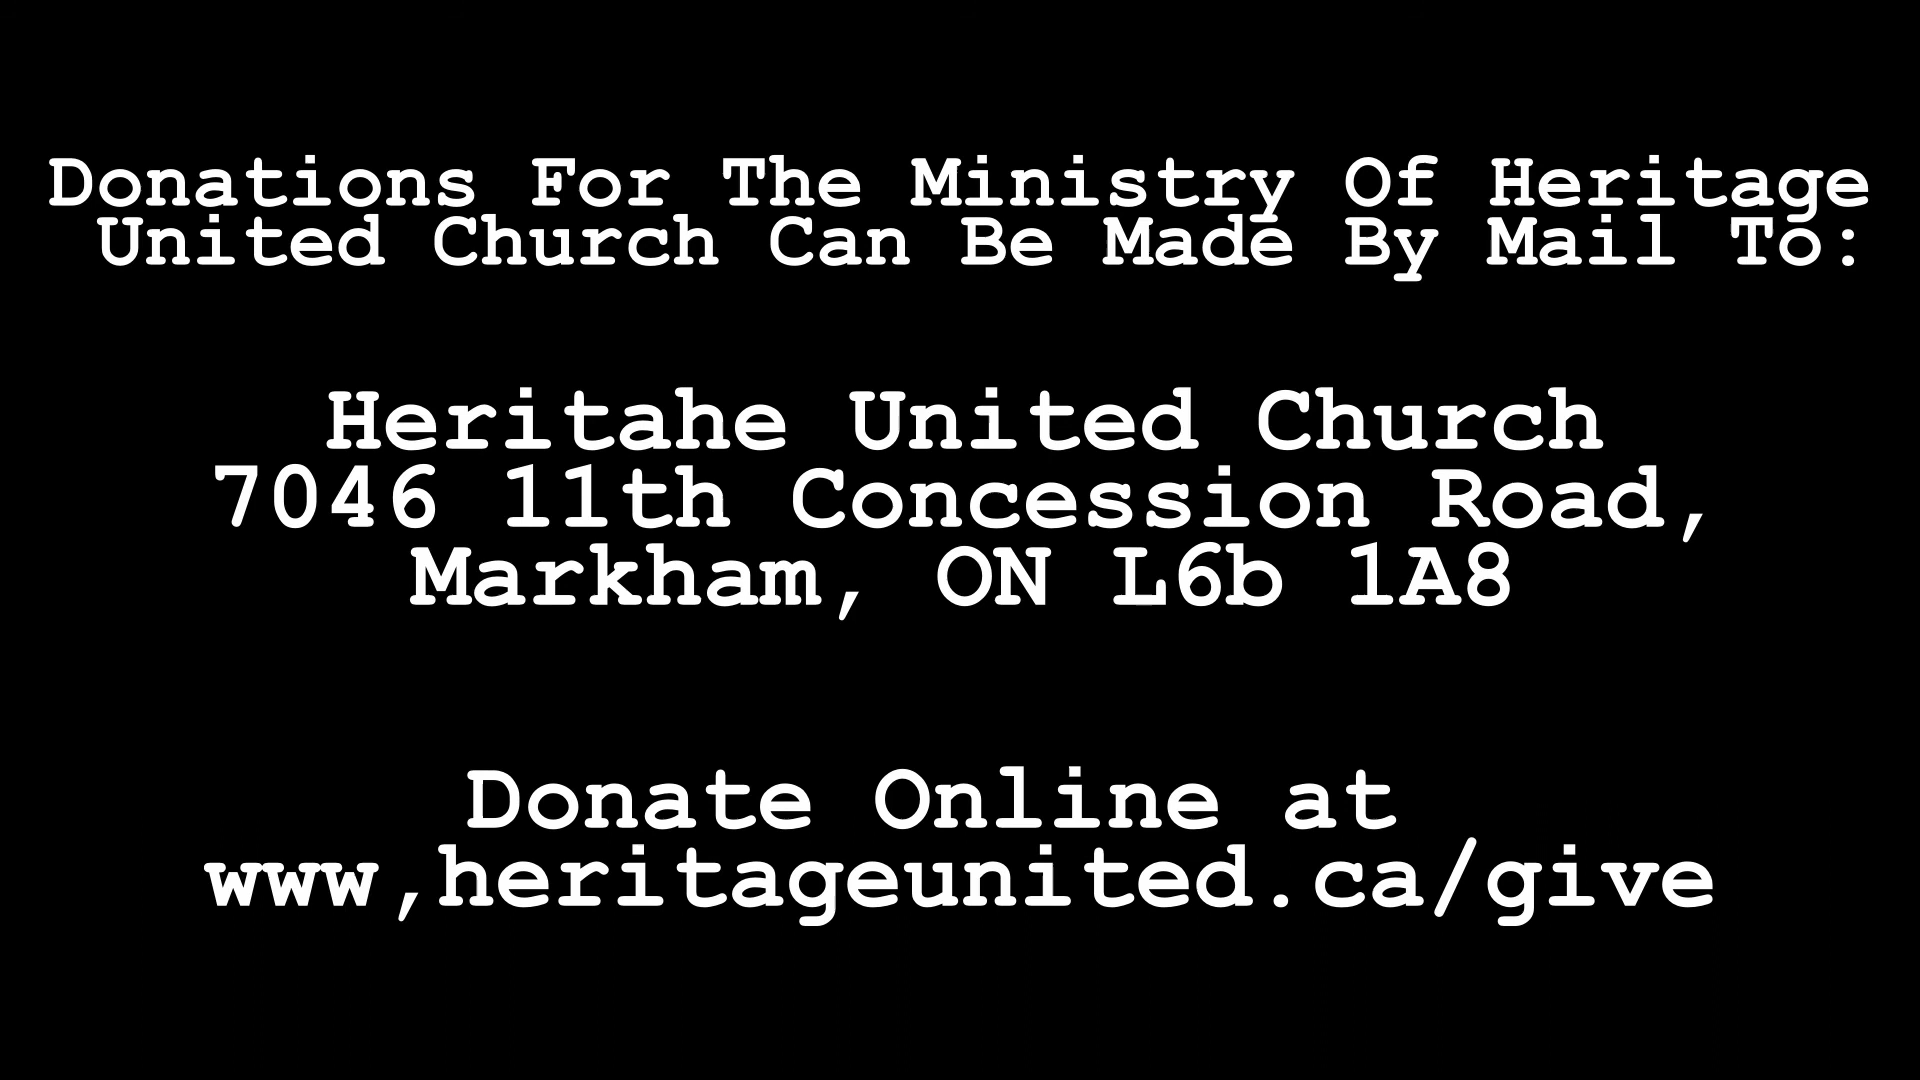 Donations For The Ministry Of Heritage
United Church Can Be Made By Mail To:
Heritahe United Church
7046 11th Concession Road,
Markham, ON L6b 1A8
Donate Online at
www,heritageunited.ca/give